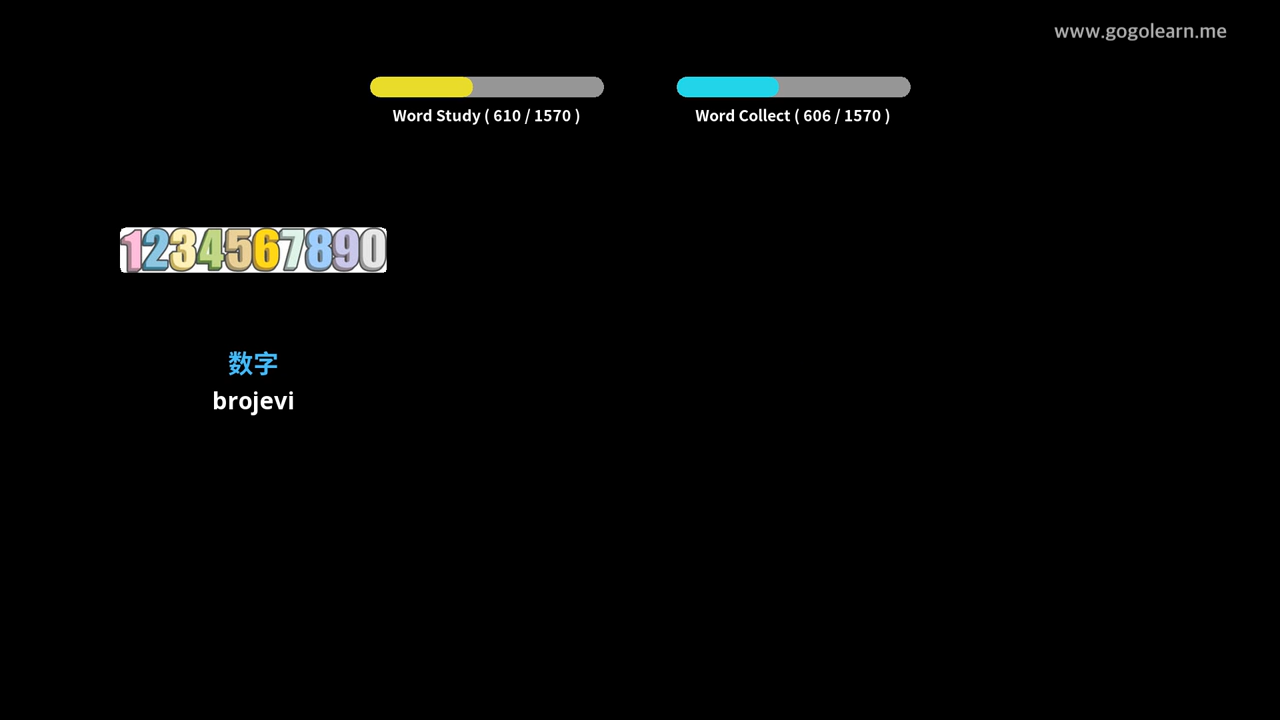 www.gogolearn.me
Word Study ( 610 / 1570 )
Word Collect ( 606 / 1570 )
1234567890
数字
brojevi